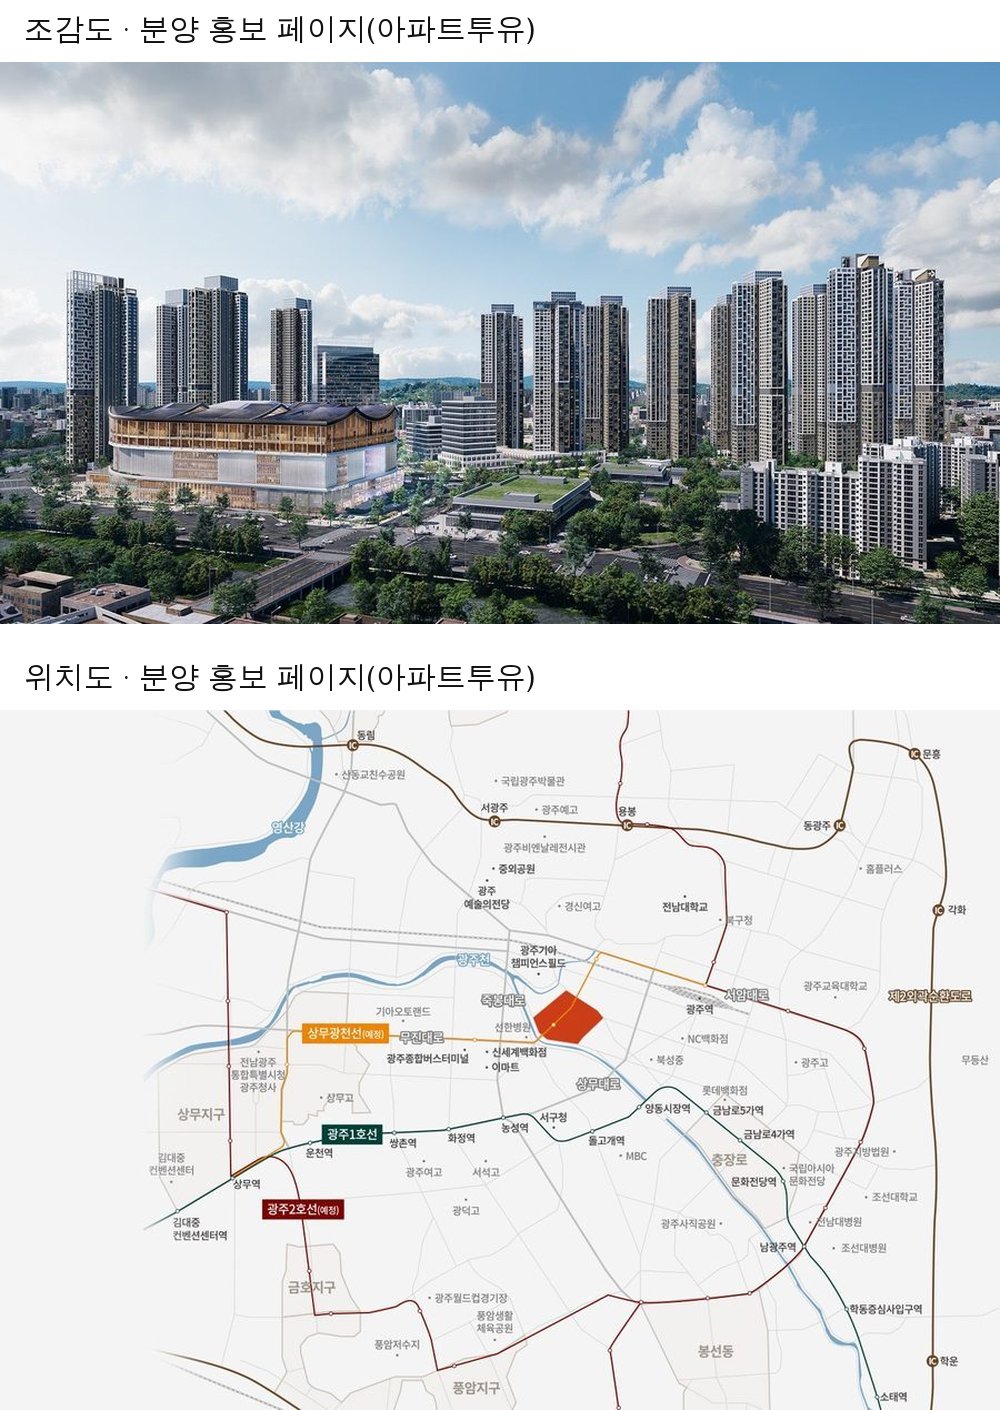 조감도 · 분양 홍보 페이지(아파트투유)
위치도 · 분양 홍보 페이지(아파트투유)
동림
IC
문흥
IC
산동교친수공원
국립광주박물관
서광주
IC
광주예고
용봉
IC
동광주
IC
영산강
광주비엔날레전시관
중외공원
홈플러스
광주
예술의전당
경신여고
전남대학교
북구청
IC
각화
광주기아
챔피언스필드
광주천
죽봉대로
서암대로
광주교육대학교
제2외곽순환도로
기아오토랜드
광주역
상무광천선(예정)
무진대로
선한병원
NC백화점
광주종합버스터미널
신세계백화점
이마트
북성중
광주고
무등산
전남광주
통합특별시청
광주청사
상무대로
롯데백화점
상무고
상무지구
양동시장역
금남로5가역
서구청
농성역
광주1호선
쌍촌역
화정역
돌고개역
금남로4가역
운천역
MBC
충장로
광주지방법원
김대중
컨벤션센터
광주여고
서석고
국립아시아
문화전당
문화전당역
상무역
조선대학교
광주2호선(예정)
광덕고
김대중
컨벤션센터역
광주사직공원
전남대병원
남광주역
조선대병원
금호지구
광주월드컵경기장
학동증심사입구역
풍암생활
체육공원
풍암저수지
봉선동
IC
학운
풍암지구
소태역